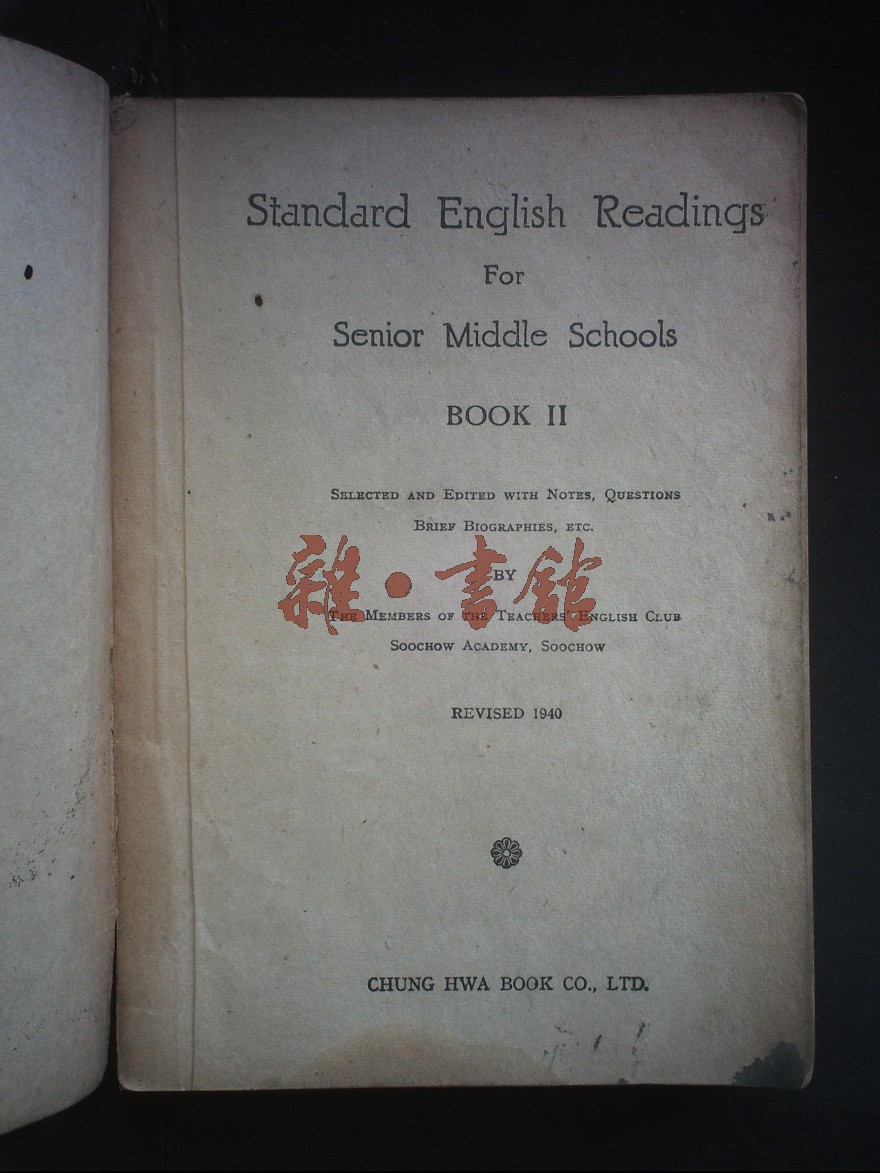 Standard English Readings
For
Senior Middle Schools
BOOK II
SELECTED AND EDITED WITH NOTES, QUESTIONS
BRIEF BIOGRAPHIES, ETC.
BY
雜·書館
THE MEMBERS OF THE TEACHERS' ENGLISH CLUB
SOOCHOW ACADEMY, SOOCHOW
REVISED 1940
CHUNG HWA BOOK CO., LTD.